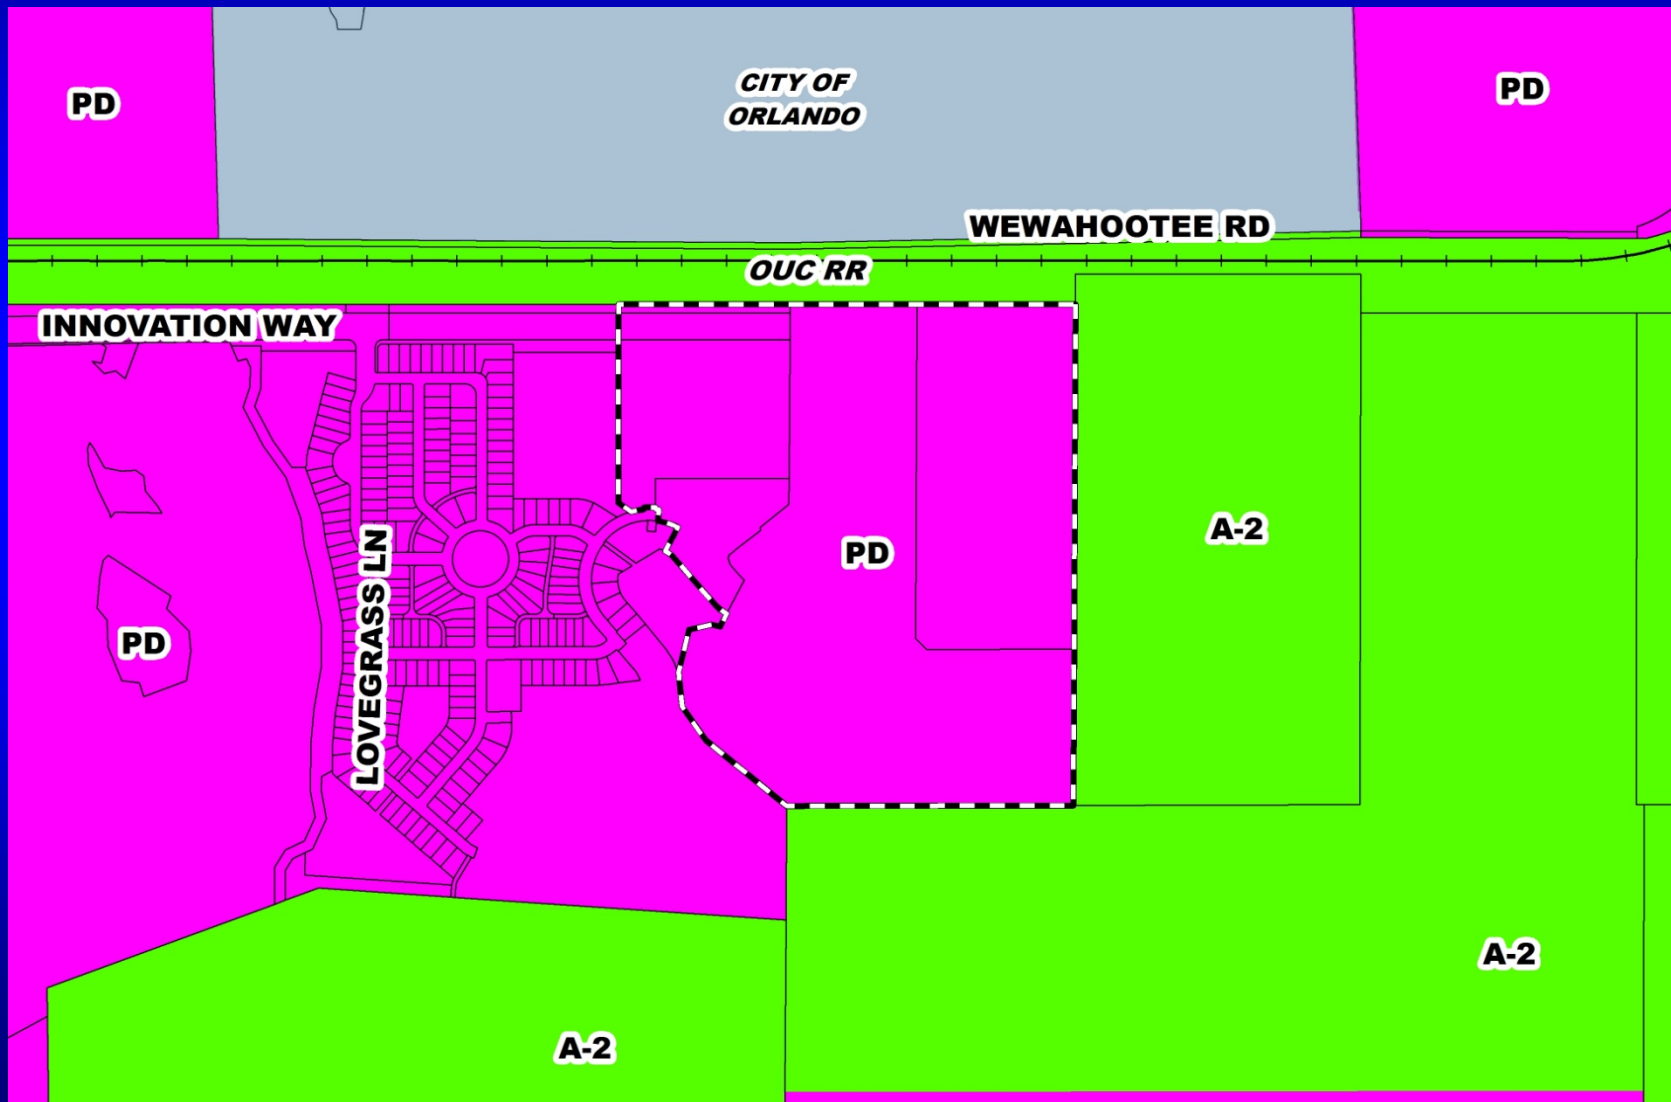 PD
CITY OF
ORLANDO
PD
WEWAHOOTEE RD
OUC RR
INNOVATION WAY
A-2
PD
PD
LOVEGRASS LN
A-2
A-2